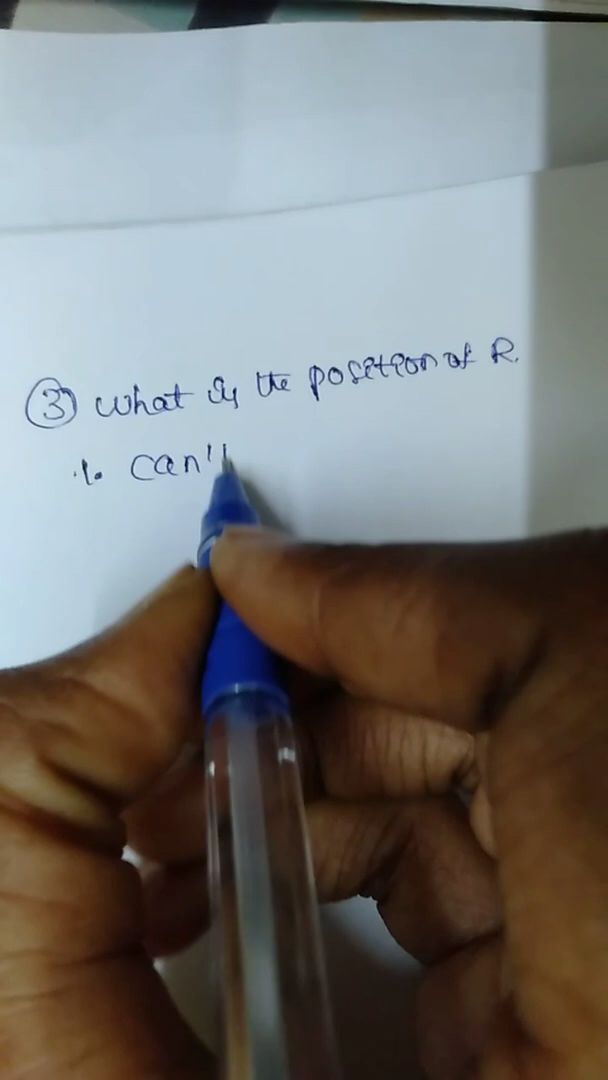 ③ What is the position of R.
1. Can't